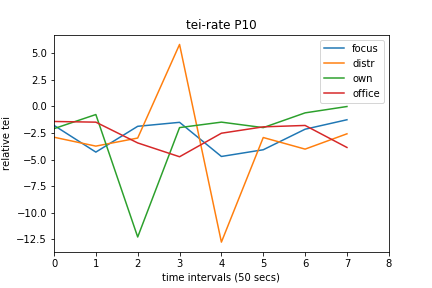 tei-rate P10
focus
distr
own
office
relative tei
5.0
2.5
0.0
−2.5
−5.0
−7.5
−10.0
−12.5
0 1 2 3 4 5 6 7 8
time intervals (50 secs)